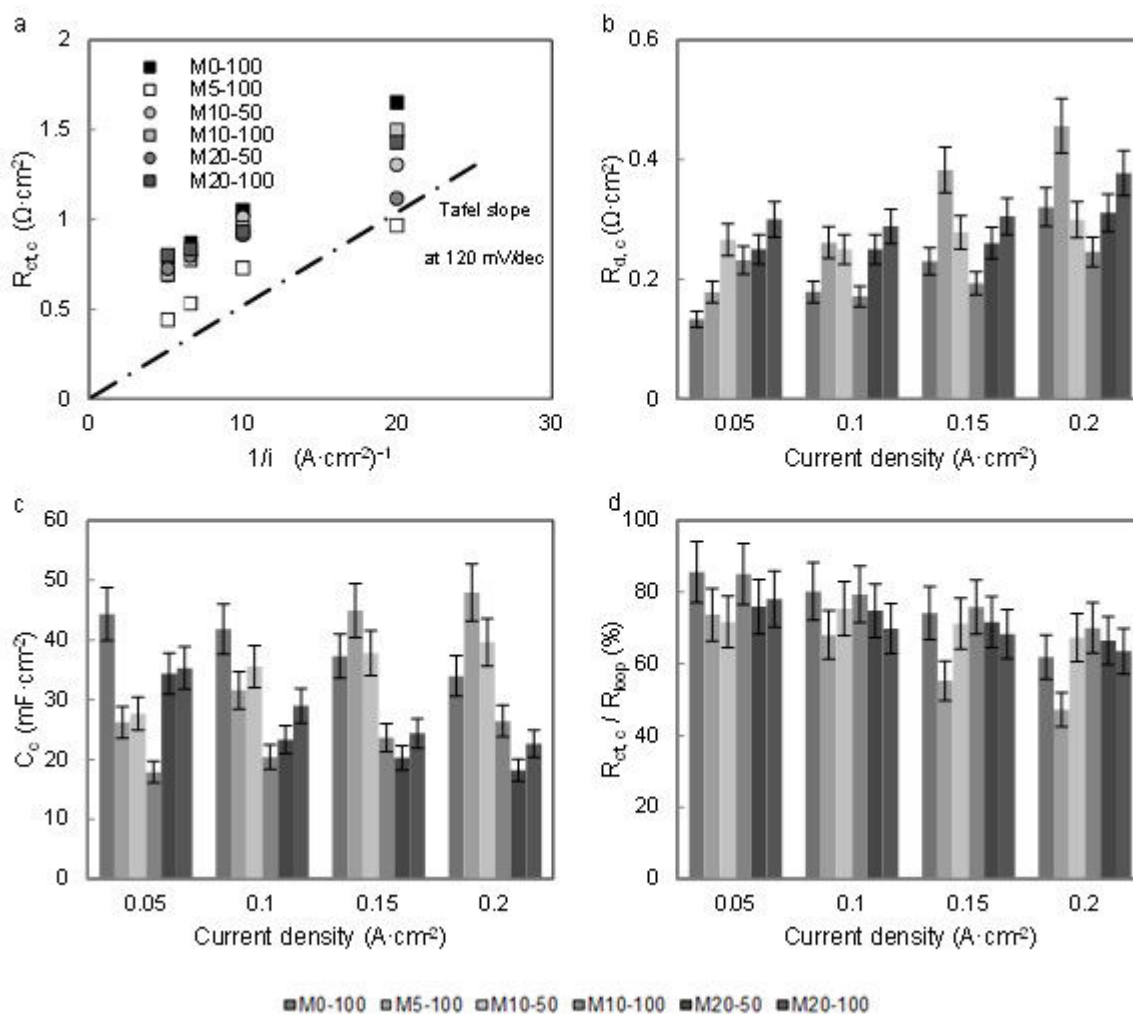 a
2
1.5
1
0.5
0
0
10
20
30
R_ct, c (Ω·cm²)
1/i (A·cm⁻²)⁻¹
M0-100
M5-100
M10-50
M10-100
M20-50
M20-100
Tafel slope
at 120 mV/dec
b
0.6
0.4
0.2
0
R_d, c (Ω·cm²)
0.05
0.1
0.15
0.2
Current density (A·cm⁻²)
c
60
50
40
30
20
10
0
C_c (mF·cm⁻²)
0.05
0.1
0.15
0.2
Current density (A·cm⁻²)
d
100
80
60
40
20
0
R_ct, c / R_loop (%)
0.05
0.1
0.15
0.2
Current density (A·cm⁻²)
M0-100 M5-100 M10-50 M10-100 M20-50 M20-100